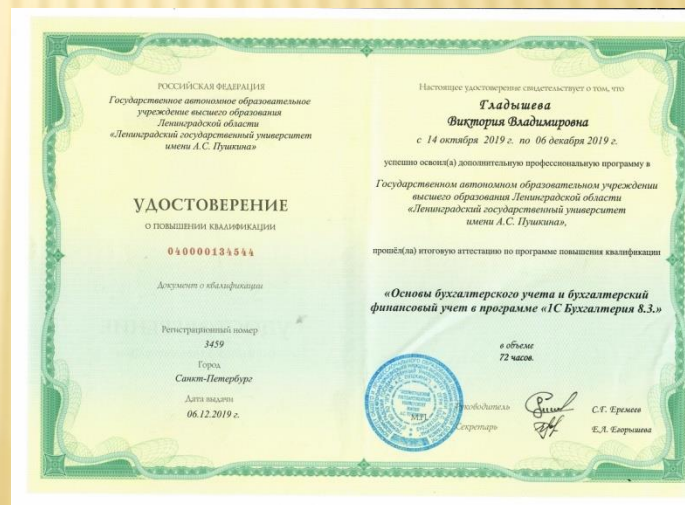 РОССИЙСКАЯ ФЕДЕРАЦИЯ
Государственное автономное образовательное
учреждение высшего образования
Ленинградской области
«Ленинградский государственный университет
имени А.С. Пушкина»
УДОСТОВЕРЕНИЕ
О ПОВЫШЕНИИ КВАЛИФИКАЦИИ
040000134544
Документ о квалификации
Регистрационный номер
3459
Город
Санкт-Петербург
Дата выдачи
06.12.2019 г.
Настоящее удостоверение свидетельствует о том, что
Гладышева
Виктория Владимировна
с 14 октября 2019 г. по 06 декабря 2019 г.
успешно освоил(а) дополнительную профессиональную программу в
Государственном автономном образовательном учреждении
высшего образования Ленинградской области
«Ленинградский государственный университет
имени А.С. Пушкина»,
прошёл(ла) итоговую аттестацию по программе повышения квалификации
«Основы бухгалтерского учета и бухгалтерский
финансовый учет в программе «1С Бухгалтерия 8.3.»
в объеме
72 часов.
М.П.
Руководитель
С.Г. Еремеев
Секретарь
Е.Л. Егорышева